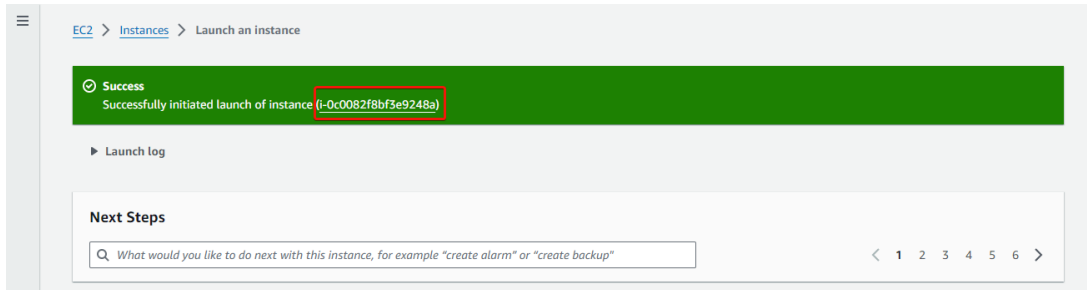 EC2 > Instances > Launch an instance
Success
Successfully initiated launch of instance (i-0c0082f8bf3e9248a)
Launch log
Next Steps
What would you like to do next with this instance, for example "create alarm" or "create backup"
< 1 2 3 4 5 6 >